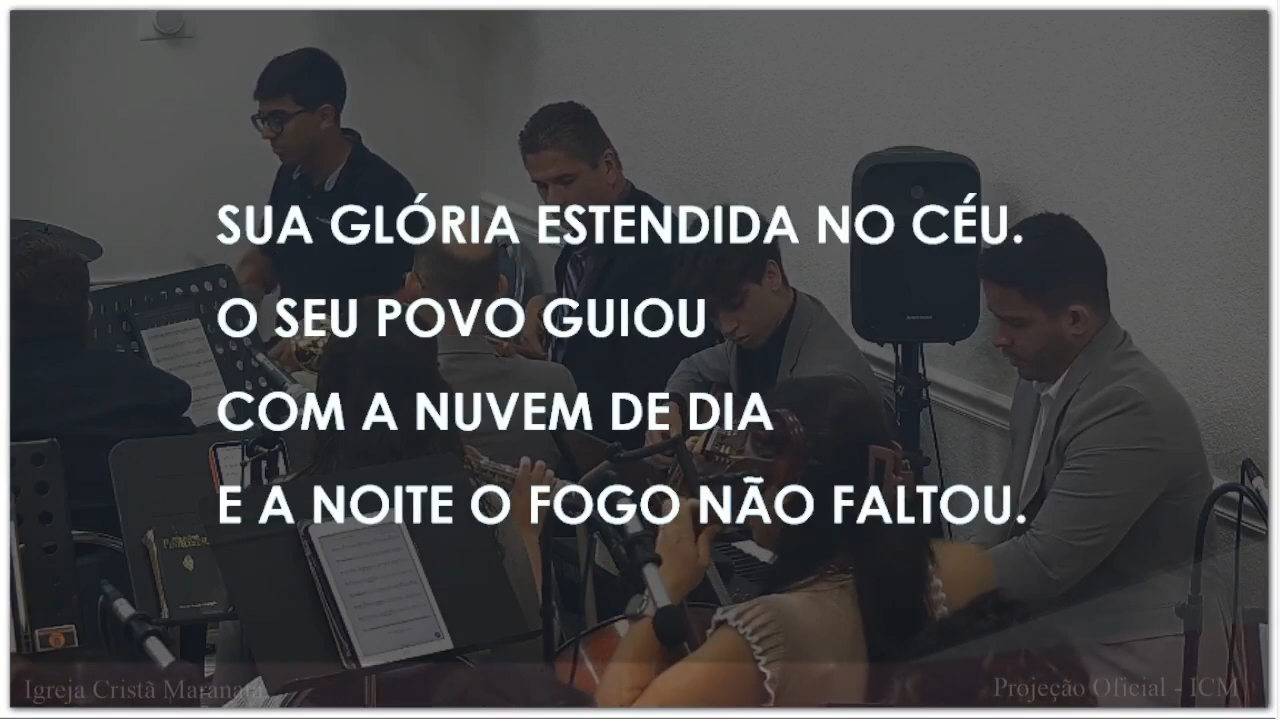 SUA GLÓRIA ESTENDIDA NO CÉU.
O SEU POVO GUIOU
COM A NUVEM DE DIA
E A NOITE O FOGO NÃO FALTOU.
Igreja Cristã Maranata
Projeção Oficial - ICM